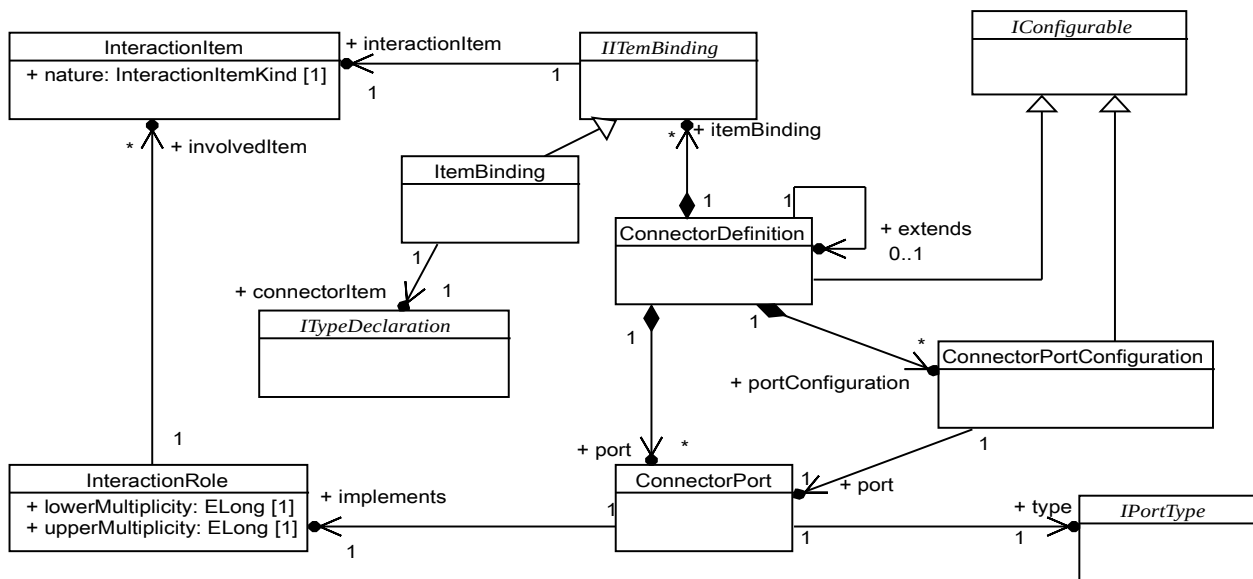 IConfigurable
InteractionItem
+ nature: InteractionItemKind [1]
+ interactionItem
1
1
IITemBinding
*
+ involvedItem
*
+ itemBinding
ItemBinding
1
1
ConnectorDefinition
+ extends
0..1
1
1
+ connectorItem
ITypeDeclaration
1
1
*
+ portConfiguration
ConnectorPortConfiguration
1
1
+ port
*
1
+ port
InteractionRole
+ lowerMultiplicity: ELong [1]
+ upperMultiplicity: ELong [1]
+ implements
1
1
ConnectorPort
+ type
1
1
IPortType